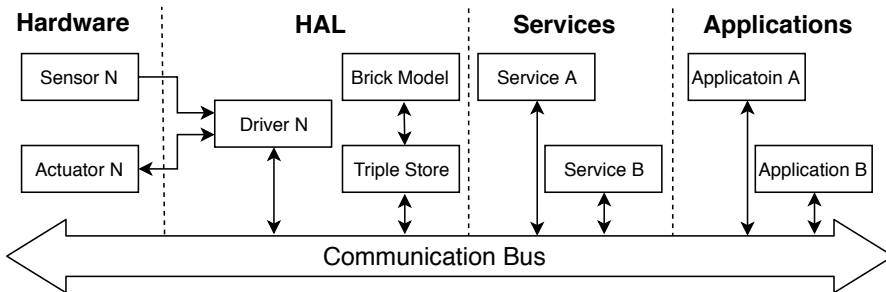 Hardware
HAL
Services
Applications
Sensor N
Brick Model
Service A
Applicatoin A
Driver N
Actuator N
Triple Store
Service B
Application B
Communication Bus